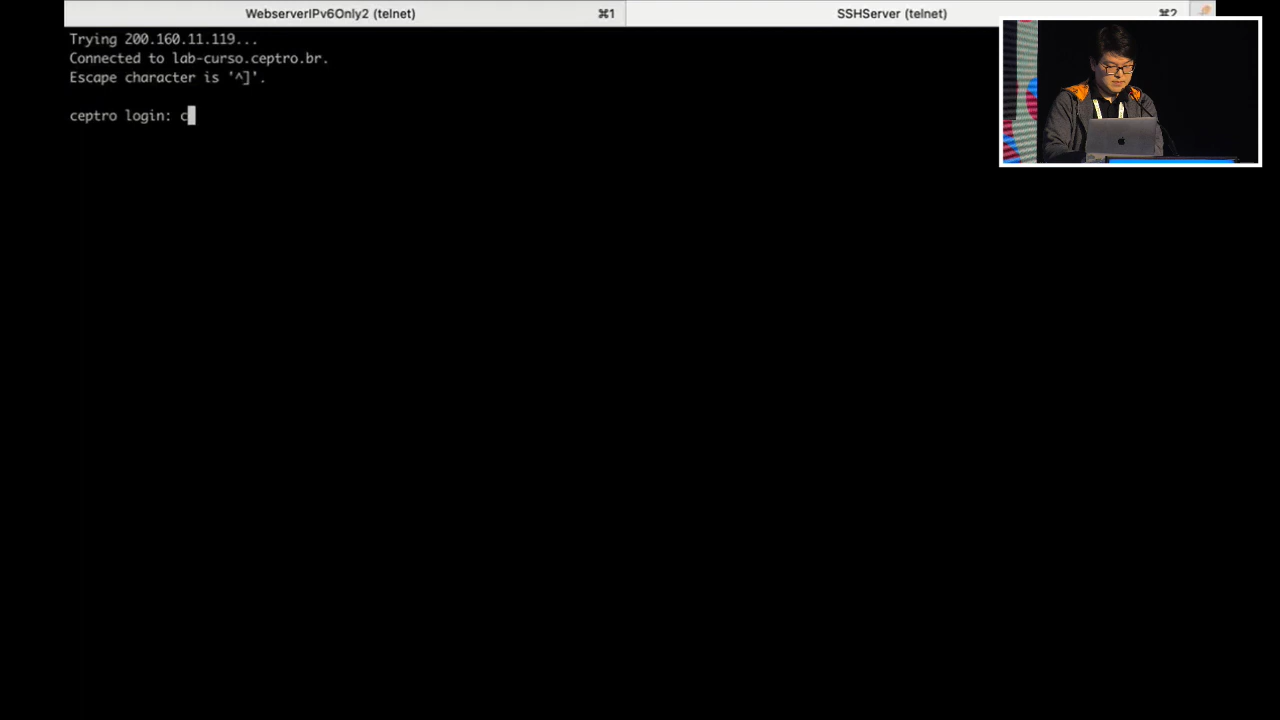 WebserverIPv6Only2 (telnet) ⌘1 SSHServer (telnet) ⌘2
Trying 200.160.11.119...
Connected to lab-curso.ceptro.br.
Escape character is '^]'.
ceptro login: c